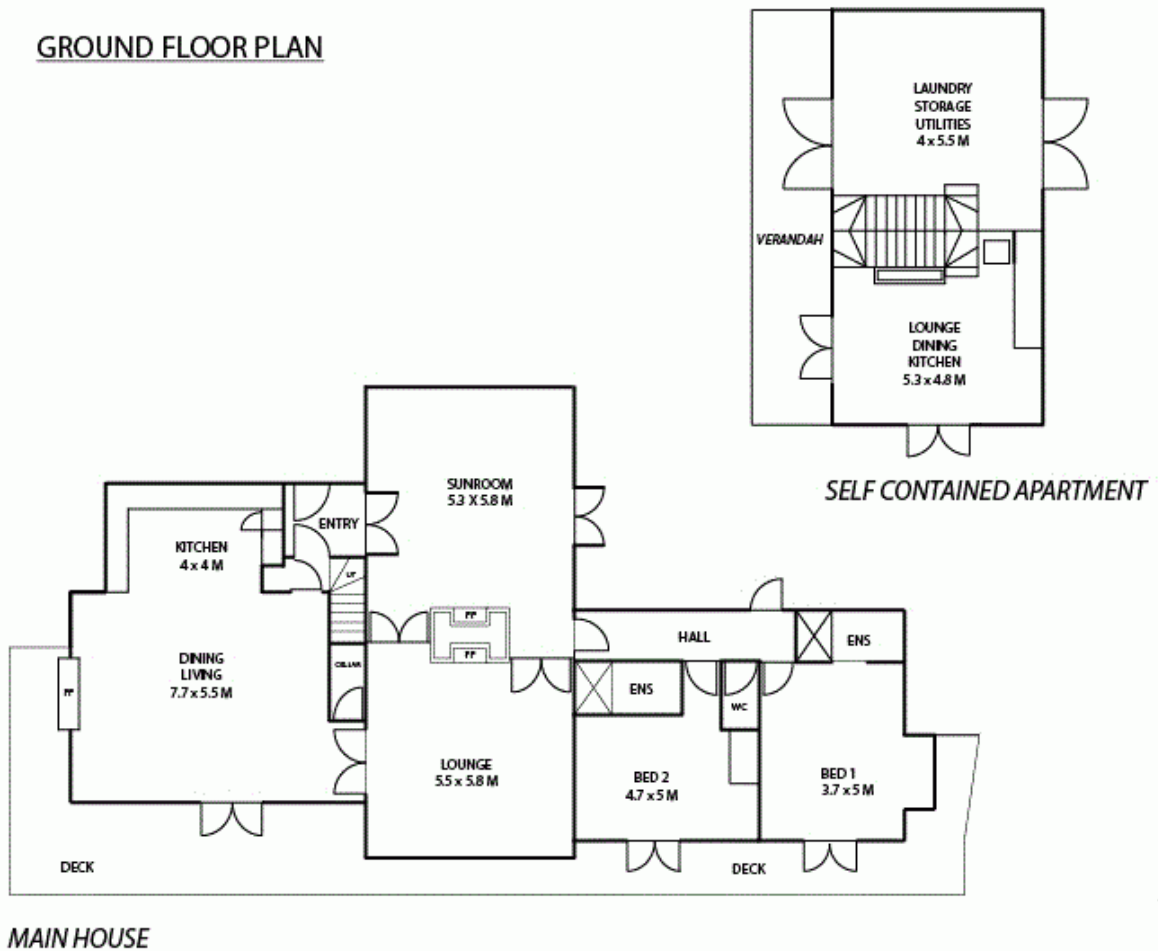 GROUND FLOOR PLAN
LAUNDRY
STORAGE
UTILITIES
4 x 5.5 M
VERANDAH
LOUNGE
DINING
KITCHEN
5.3 x 4.8 M
SELF CONTAINED APARTMENT
SUNROOM
5.3 X 5.8 M
ENTRY
KITCHEN
4 x 4 M
UP
FP
FP
HALL
ENS
DINING
LIVING
7.7 x 5.5 M
CELLAR
FP
ENS
WC
LOUNGE
5.5 x 5.8 M
BED 2
4.7 x 5 M
BED 1
3.7 x 5 M
DECK
DECK
MAIN HOUSE